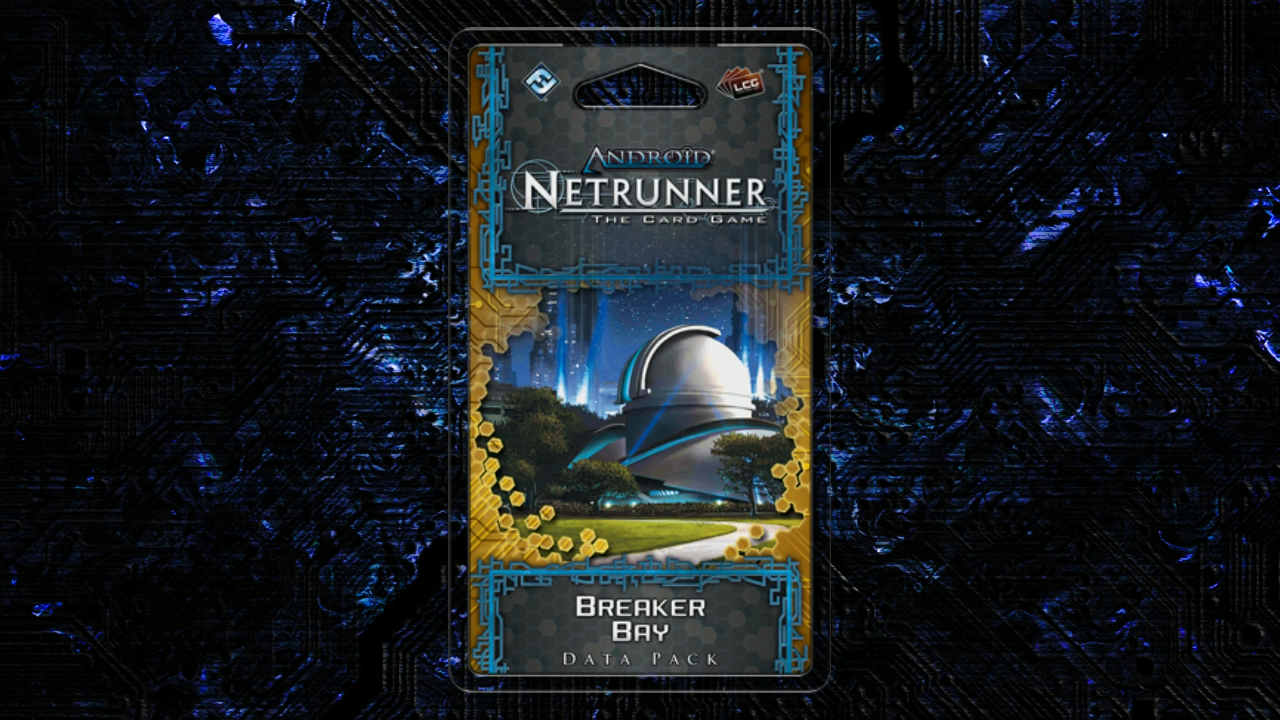 LCG
ANDROID
NETRUNNER
THE CARD GAME
BREAKER
BAY
DATA PACK